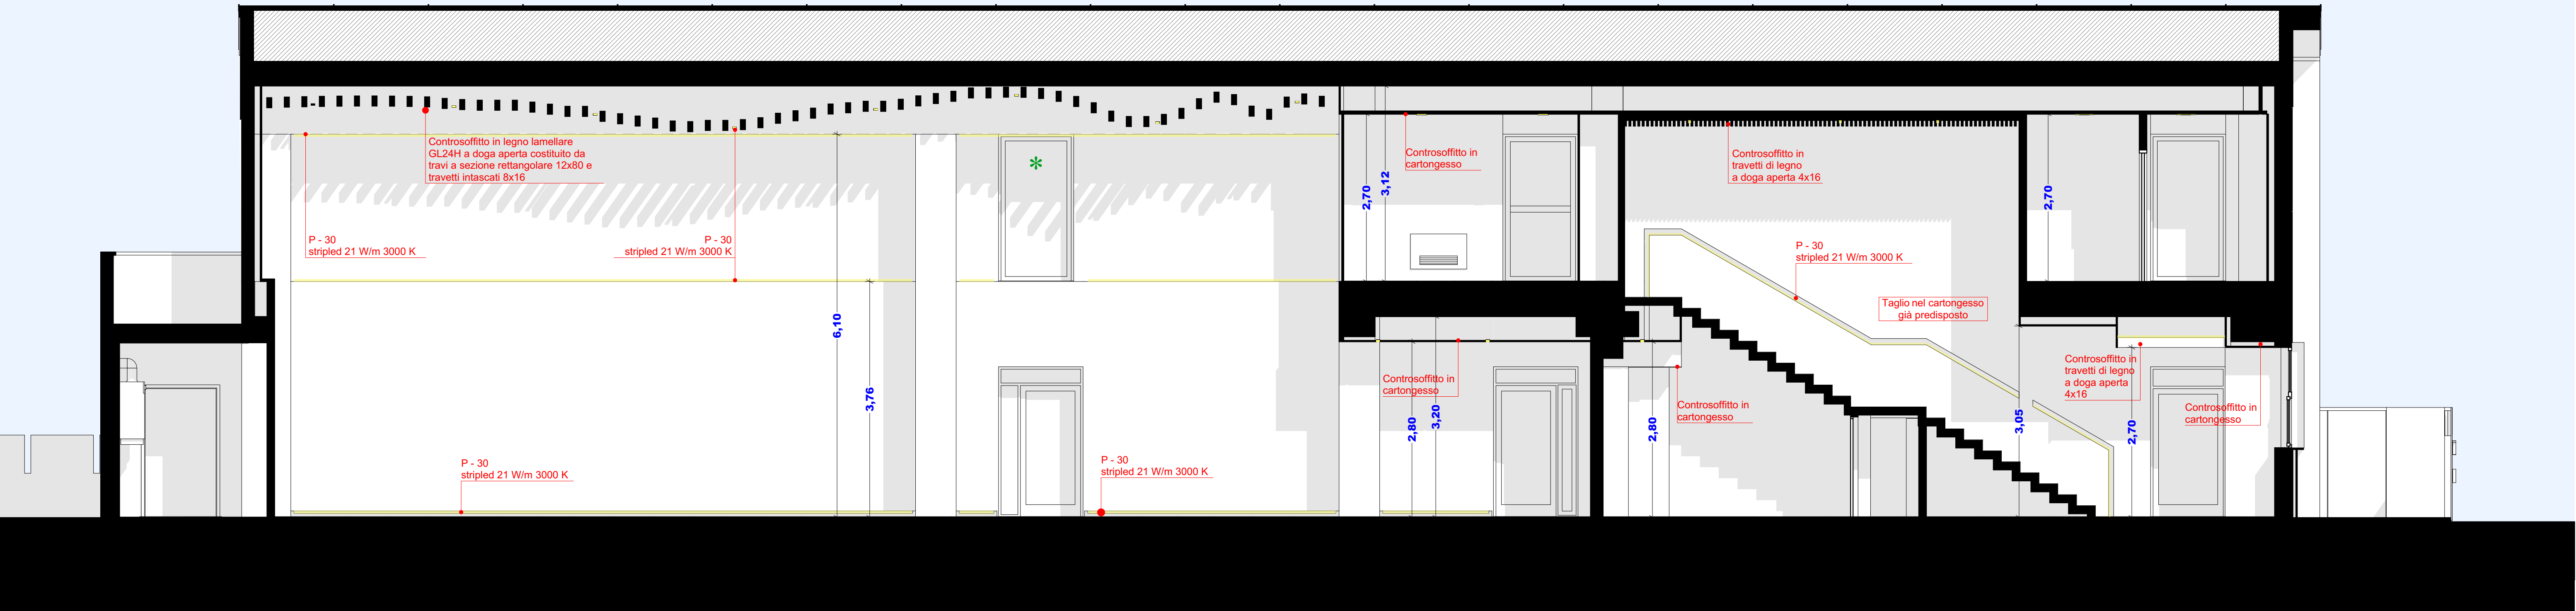 Controsoffitto in legno lamellare
GL24H a doga aperta costituito da
travi a sezione rettangolare 12x80 e
travetti intascati 8x16
*
P - 30
stripled 21 W/m 3000 K
P - 30
stripled 21 W/m 3000 K
6,10
3,76
P - 30
stripled 21 W/m 3000 K
P - 30
stripled 21 W/m 3000 K
Controsoffitto in
cartongesso
2,70
3,12
Controsoffitto in
cartongesso
2,80
3,20
Controsoffitto in
travetti di legno
a doga aperta 4x16
P - 30
stripled 21 W/m 3000 K
Taglio nel cartongesso
già predisposto
Controsoffitto in
cartongesso
2,80
2,70
3,05
Controsoffitto in
travetti di legno
a doga aperta
4x16
2,70
Controsoffitto in
cartongesso